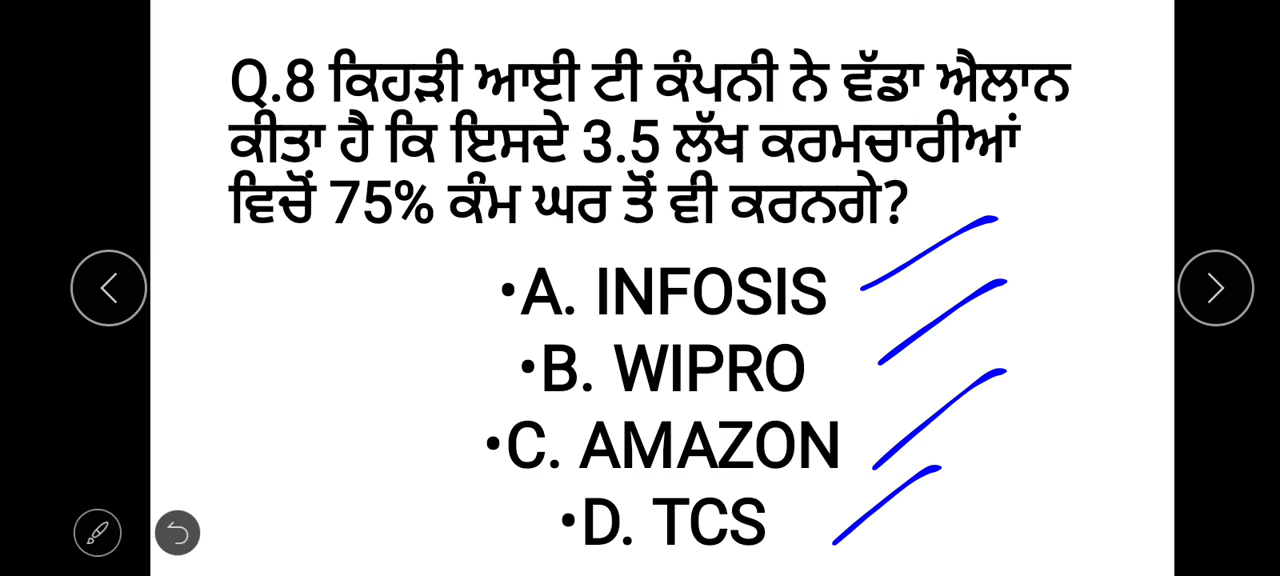 Q.8 ਕਿਹੜੀ ਆਈ ਟੀ ਕੰਪਨੀ ਨੇ ਵੱਡਾ ਐਲਾਨ
ਕੀਤਾ ਹੈ ਕਿ ਇਸਦੇ 3.5 ਲੱਖ ਕਰਮਚਾਰੀਆਂ
ਵਿਚੋਂ 75% ਕੰਮ ਘਰ ਤੋਂ ਵੀ ਕਰਨਗੇ?
•A. INFOSIS
•B. WIPRO
•C. AMAZON
•D. TCS